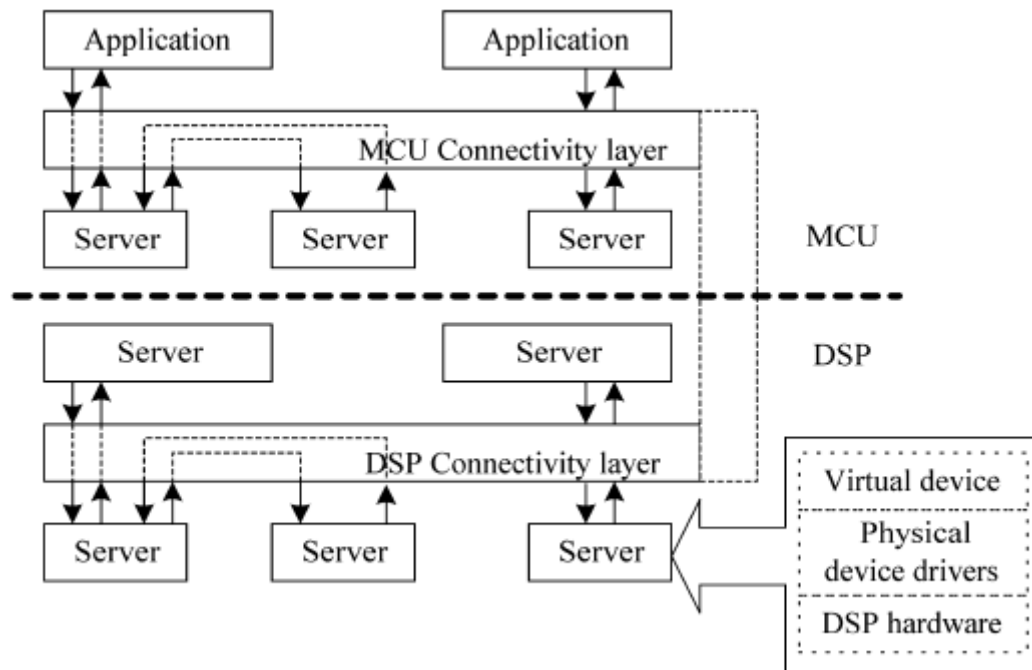 Application
Application
MCU Connectivity layer
Server
Server
Server
MCU
Server
Server
DSP
DSP Connectivity layer
Server
Server
Server
Virtual device
Physical
device drivers
DSP hardware